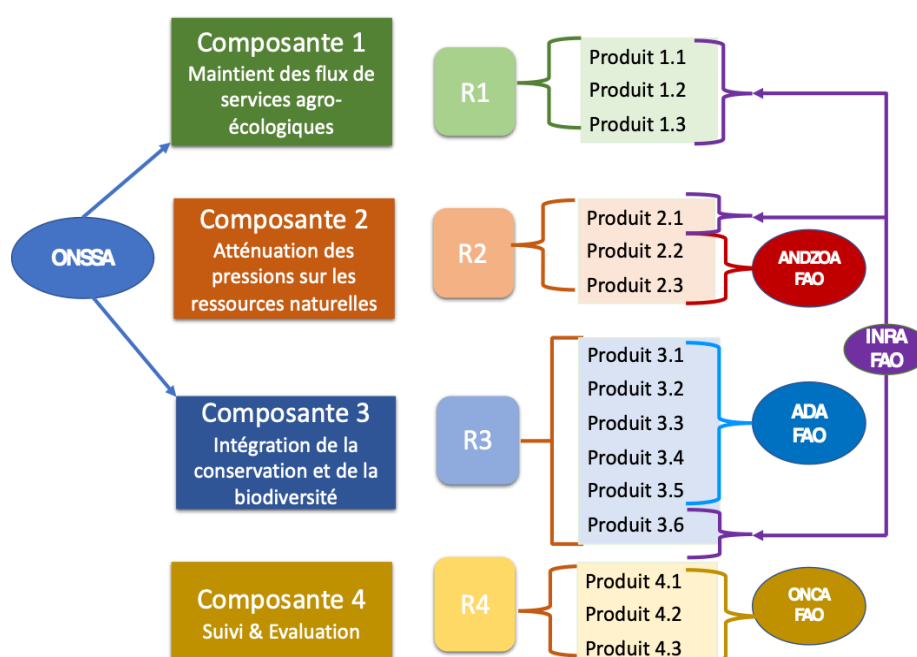 ONSSA
Composante 1
Maintient des flux de
services agro-
écologiques
R1
Produit 1.1
Produit 1.2
Produit 1.3
Composante 2
Atténuation des
pressions sur les
ressources naturelles
R2
Produit 2.1
Produit 2.2
Produit 2.3
ANDZOA
FAO
INRA
FAO
Composante 3
Intégration de la
conservation et de la
biodiversité
R3
Produit 3.1
Produit 3.2
Produit 3.3
Produit 3.4
Produit 3.5
Produit 3.6
ADA
FAO
Composante 4
Suivi & Evaluation
R4
Produit 4.1
Produit 4.2
Produit 4.3
ONCA
FAO